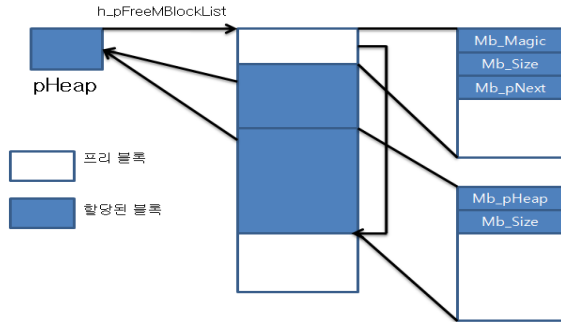 h_pFreeMBlockList
pHeap
프리 블록
할당된 블록
Mb_Magic
Mb_Size
Mb_pNext
Mb_pHeap
Mb_Size